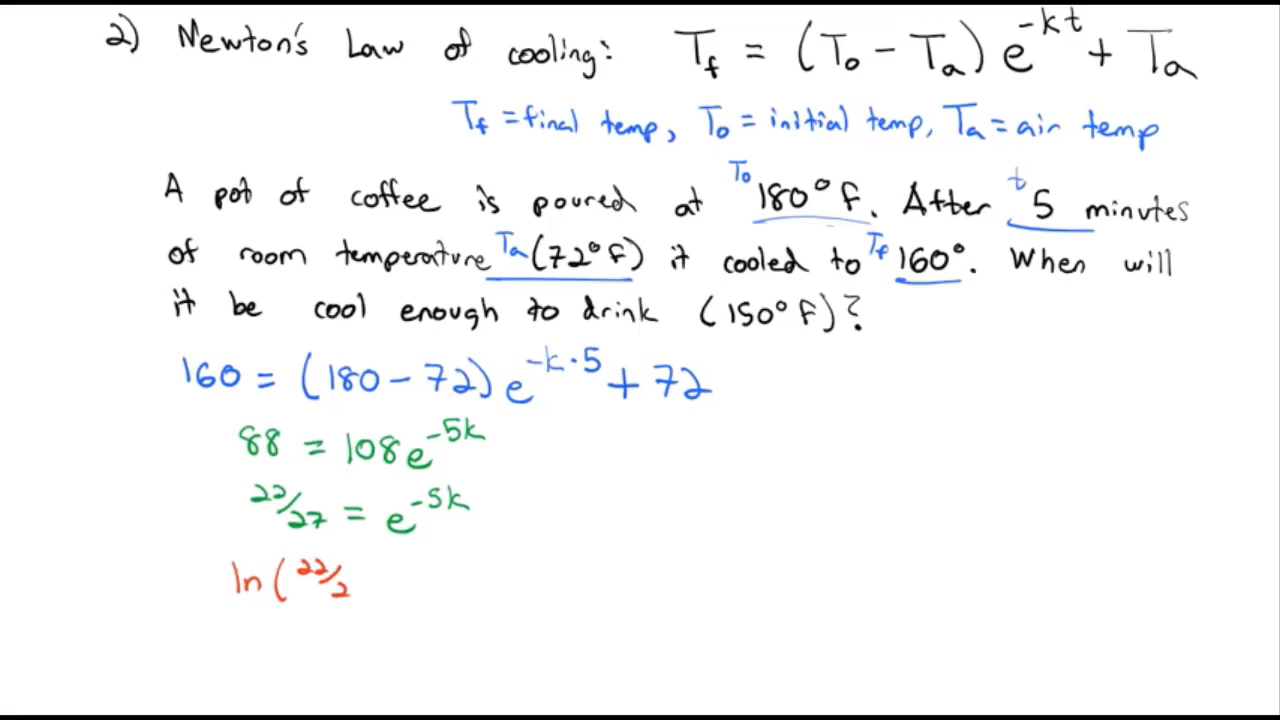 2) Newton's Law of cooling: Tf = (To - Ta) e^-kt + Ta
Tf = final temp, To = initial temp, Ta = air temp
A pot of coffee is poured at To 180° F. After t 5 minutes
of room temperature Ta (72° F) it cooled to Tf 160°. When will
it be cool enough to drink (150° F)?
160 = (180 - 72) e^-k·5 + 72
88 = 108e^-5k
22/27 = e^-5k
ln (22/2